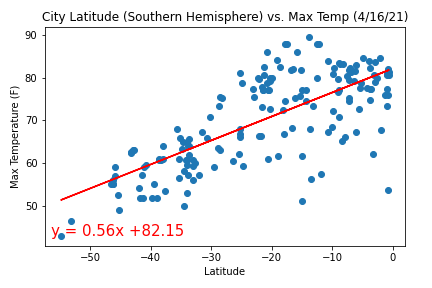 City Latitude (Southern Hemisphere) vs. Max Temp (4/16/21)
90
80
70
60
50
Max Temperature (F)
y = 0.56x +82.15
−50
−40
−30
−20
−10
0
Latitude